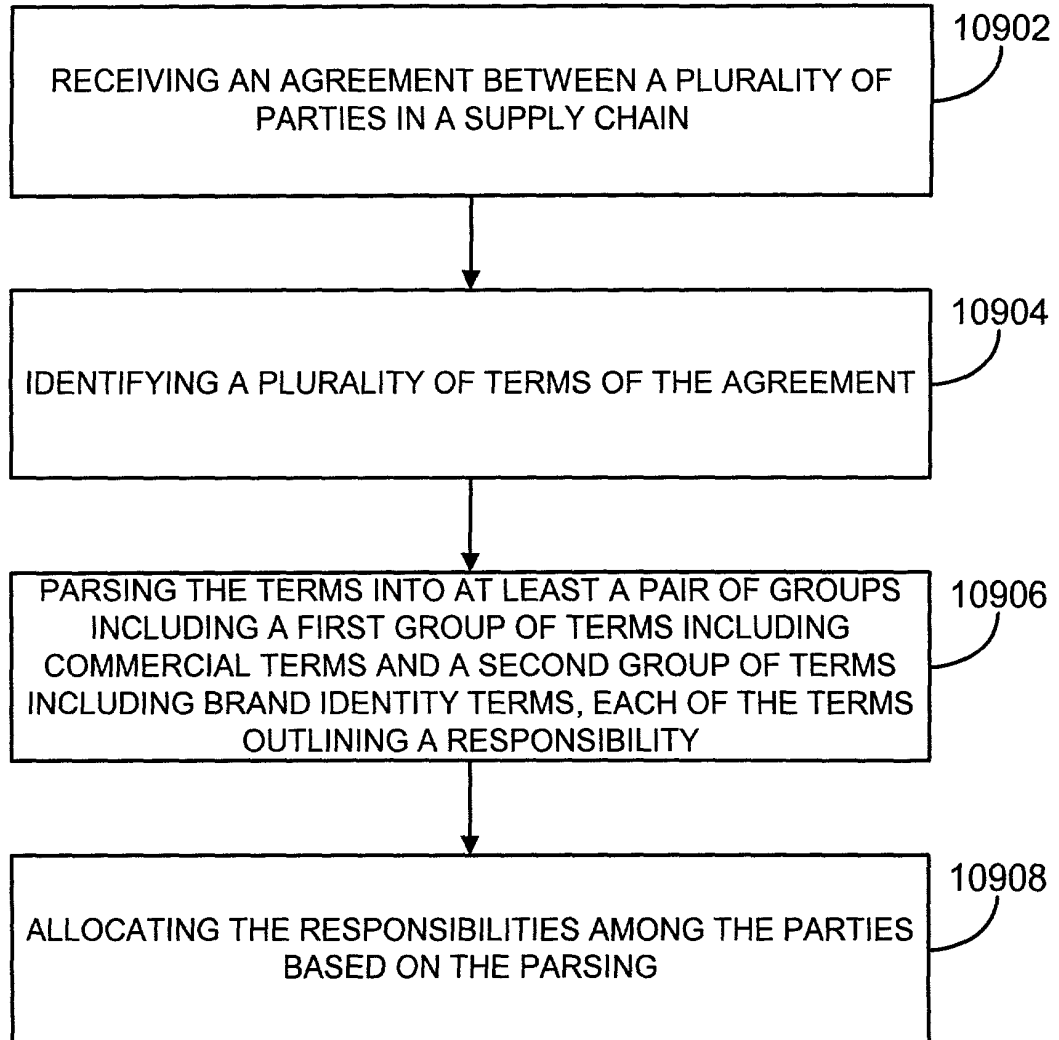 10902
RECEIVING AN AGREEMENT BETWEEN A PLURALITY OF
PARTIES IN A SUPPLY CHAIN
10904
IDENTIFYING A PLURALITY OF TERMS OF THE AGREEMENT
10906
PARSING THE TERMS INTO AT LEAST A PAIR OF GROUPS
INCLUDING A FIRST GROUP OF TERMS INCLUDING
COMMERCIAL TERMS AND A SECOND GROUP OF TERMS
INCLUDING BRAND IDENTITY TERMS, EACH OF THE TERMS
OUTLINING A RESPONSIBILITY
10908
ALLOCATING THE RESPONSIBILITIES AMONG THE PARTIES
BASED ON THE PARSING